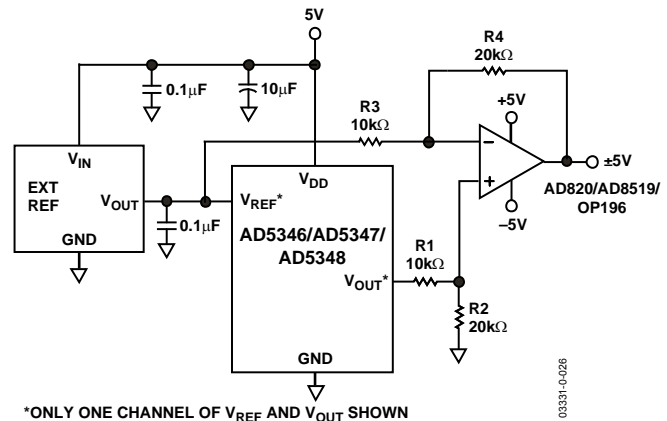 5V
R4
20kΩ
0.1μF
10μF
R3
10kΩ
+5V
–
+
±5V
–5V
AD820/AD8519/
OP196
V_IN
EXT
REF
V_OUT
GND
0.1μF
V_REF*
V_DD
AD5346/AD5347/
AD5348
V_OUT*
GND
R1
10kΩ
R2
20kΩ
*ONLY ONE CHANNEL OF V_REF AND V_OUT SHOWN
03331-0-026